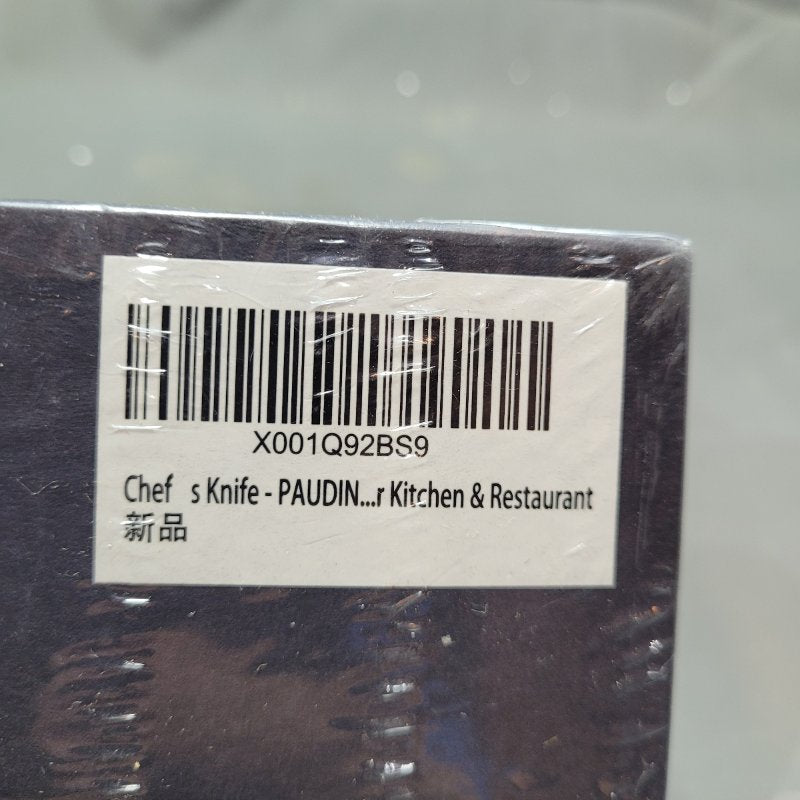 X001Q92BS9
Chef s Knife - PAUDIN...r Kitchen & Restaurant
新品